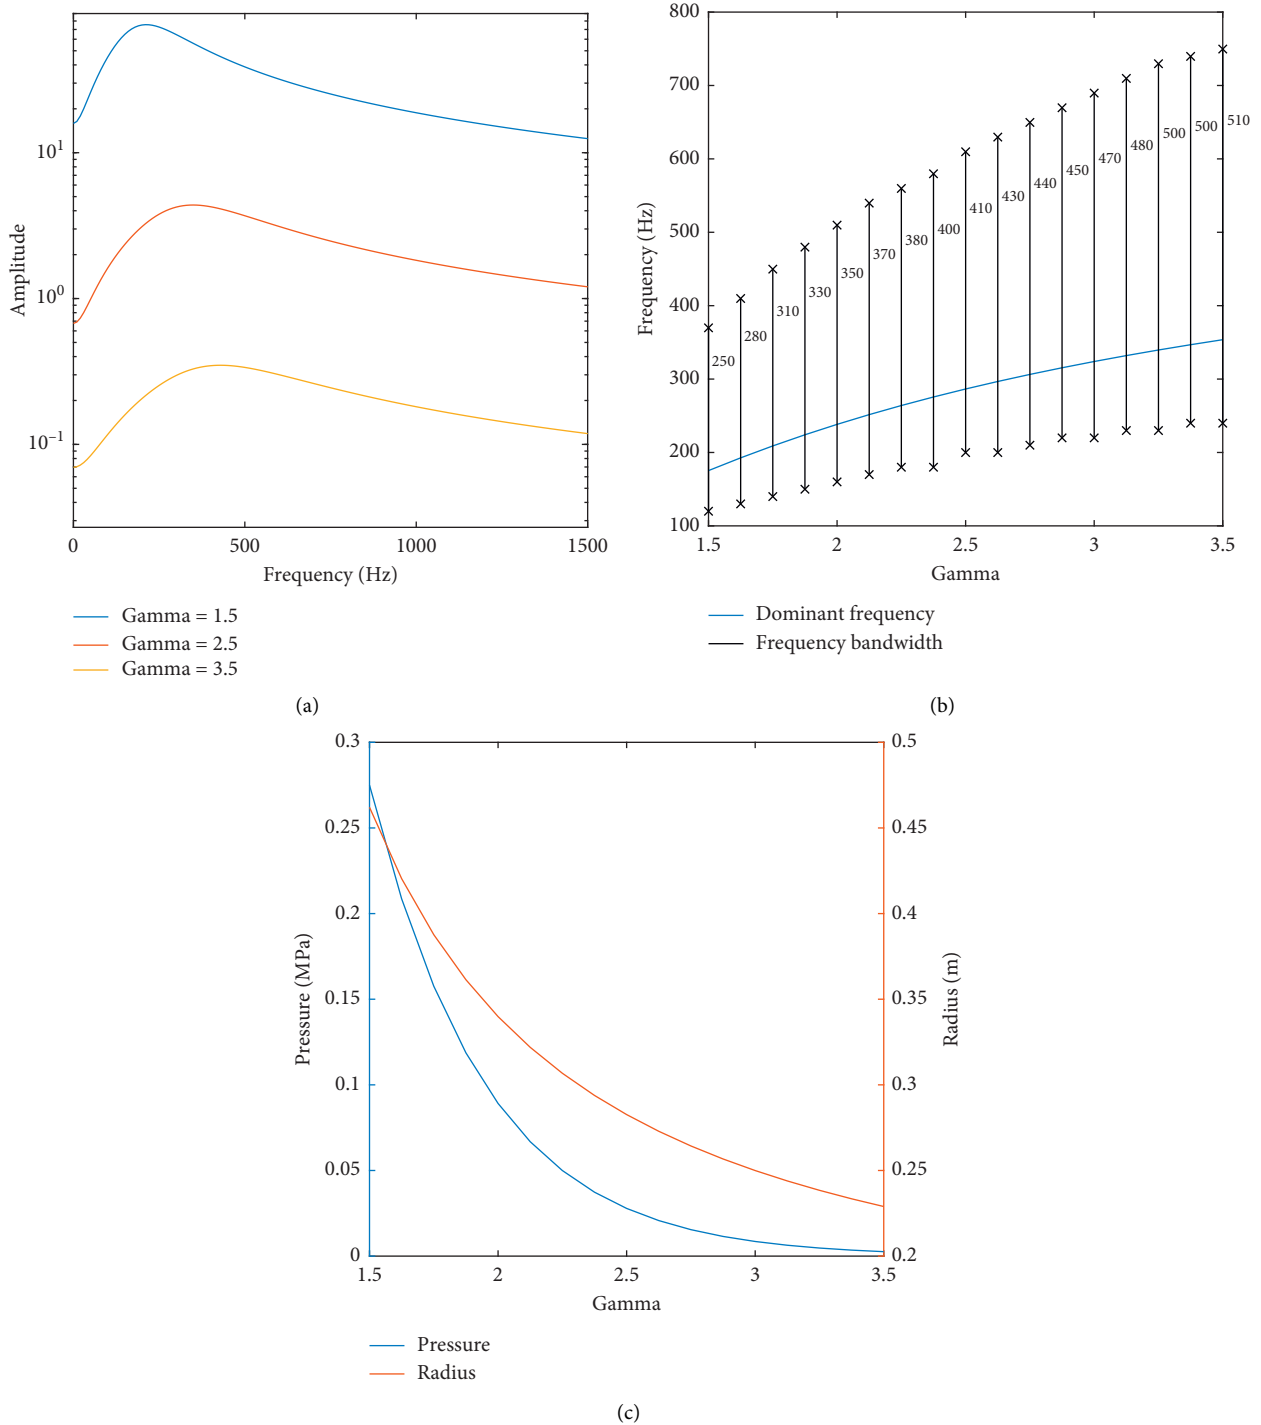 10^1
10^0
10^-1
Amplitude
0 500 1000 1500
Frequency (Hz)
Gamma = 1.5
Gamma = 2.5
Gamma = 3.5
(a)
800
700
600
500
400
300
200
100
Frequency (Hz)
250 280 310 330 350 370 380 400 410 430 440 450 470 480 500 500 510
1.5 2 2.5 3 3.5
Gamma
Dominant frequency
Frequency bandwidth
(b)
0.3
0.25
0.2
0.15
0.1
0.05
0
Pressure (MPa)
0.5
0.45
0.4
0.35
0.3
0.25
0.2
Radius (m)
1.5 2 2.5 3 3.5
Gamma
Pressure
Radius
(c)